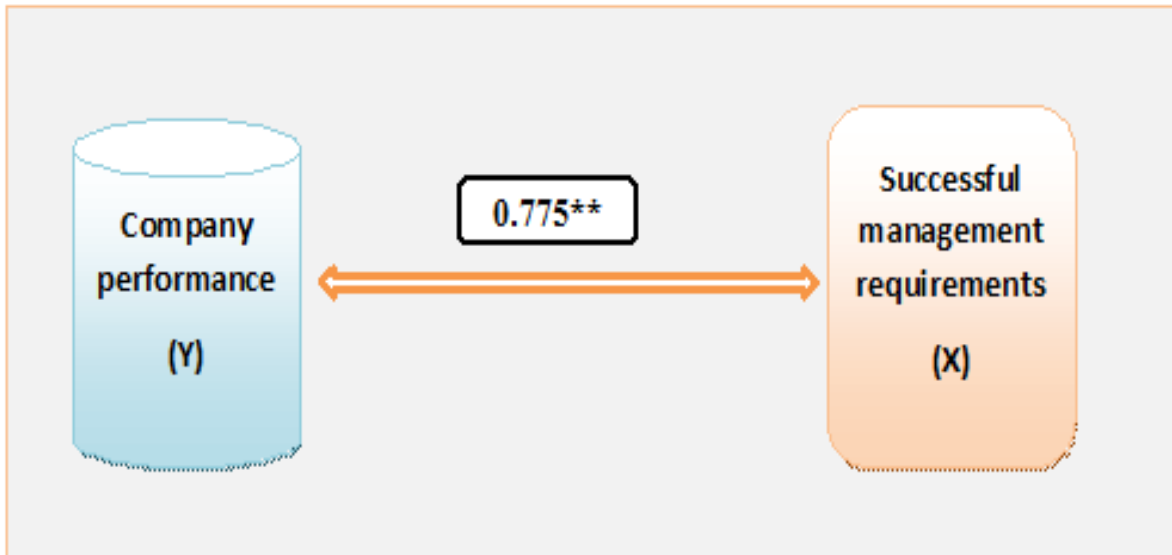 Company
performance
(Y)
0.775**
Successful
management
requirements
(X)